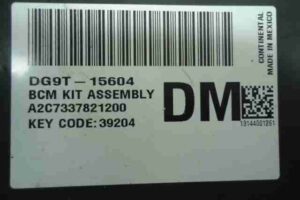 DG9T-15604
BCM KIT ASSEMBLY
A2C7337821200
KEY CODE: 39204
DM
CONTINENTAL
MADE IN MEXICO